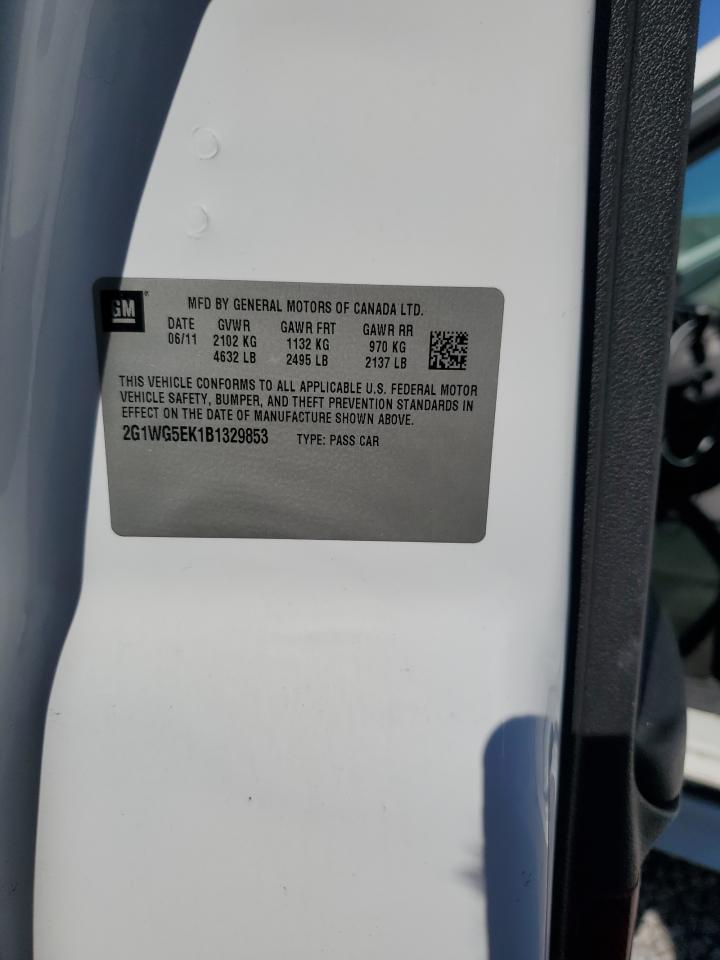 GM
MFD BY GENERAL MOTORS OF CANADA LTD.
DATE GVWR GAWR FRT GAWR RR
06/11 2102 KG 1132 KG 970 KG
4632 LB 2495 LB 2137 LB
THIS VEHICLE CONFORMS TO ALL APPLICABLE U.S. FEDERAL MOTOR
VEHICLE SAFETY, BUMPER, AND THEFT PREVENTION STANDARDS IN
EFFECT ON THE DATE OF MANUFACTURE SHOWN ABOVE.
2G1WG5EK1B1329853 TYPE: PASS CAR